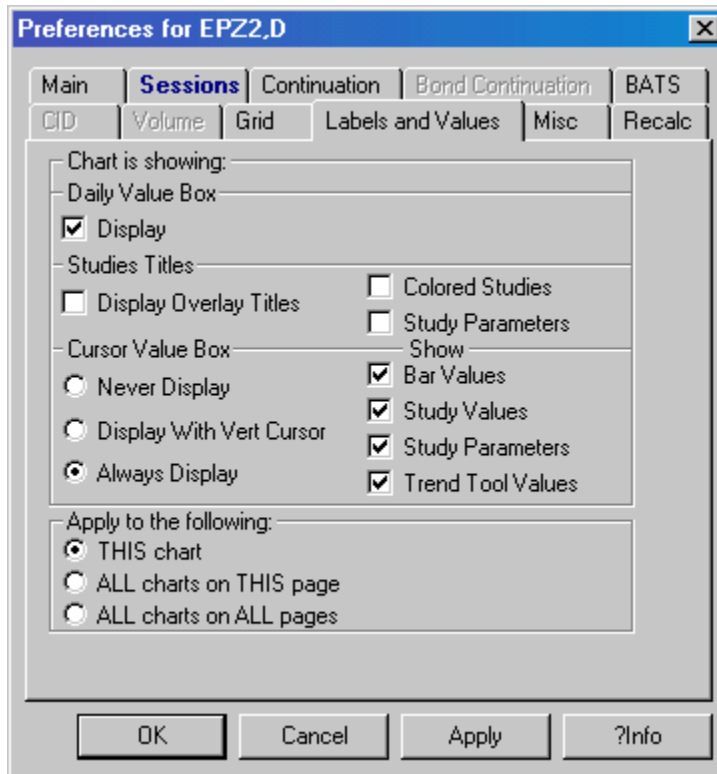 Preferences for EPZ2,D
Main Sessions Continuation Bond Continuation BATS
CID Volume Grid Labels and Values Misc Recalc
Chart is showing:
Daily Value Box
Display
Studies Titles
Display Overlay Titles
Colored Studies
Study Parameters
Cursor Value Box
Never Display
Display With Vert Cursor
Always Display
Show
Bar Values
Study Values
Study Parameters
Trend Tool Values
Apply to the following:
THIS chart
ALL charts on THIS page
ALL charts on ALL pages
OK Cancel Apply ?Info